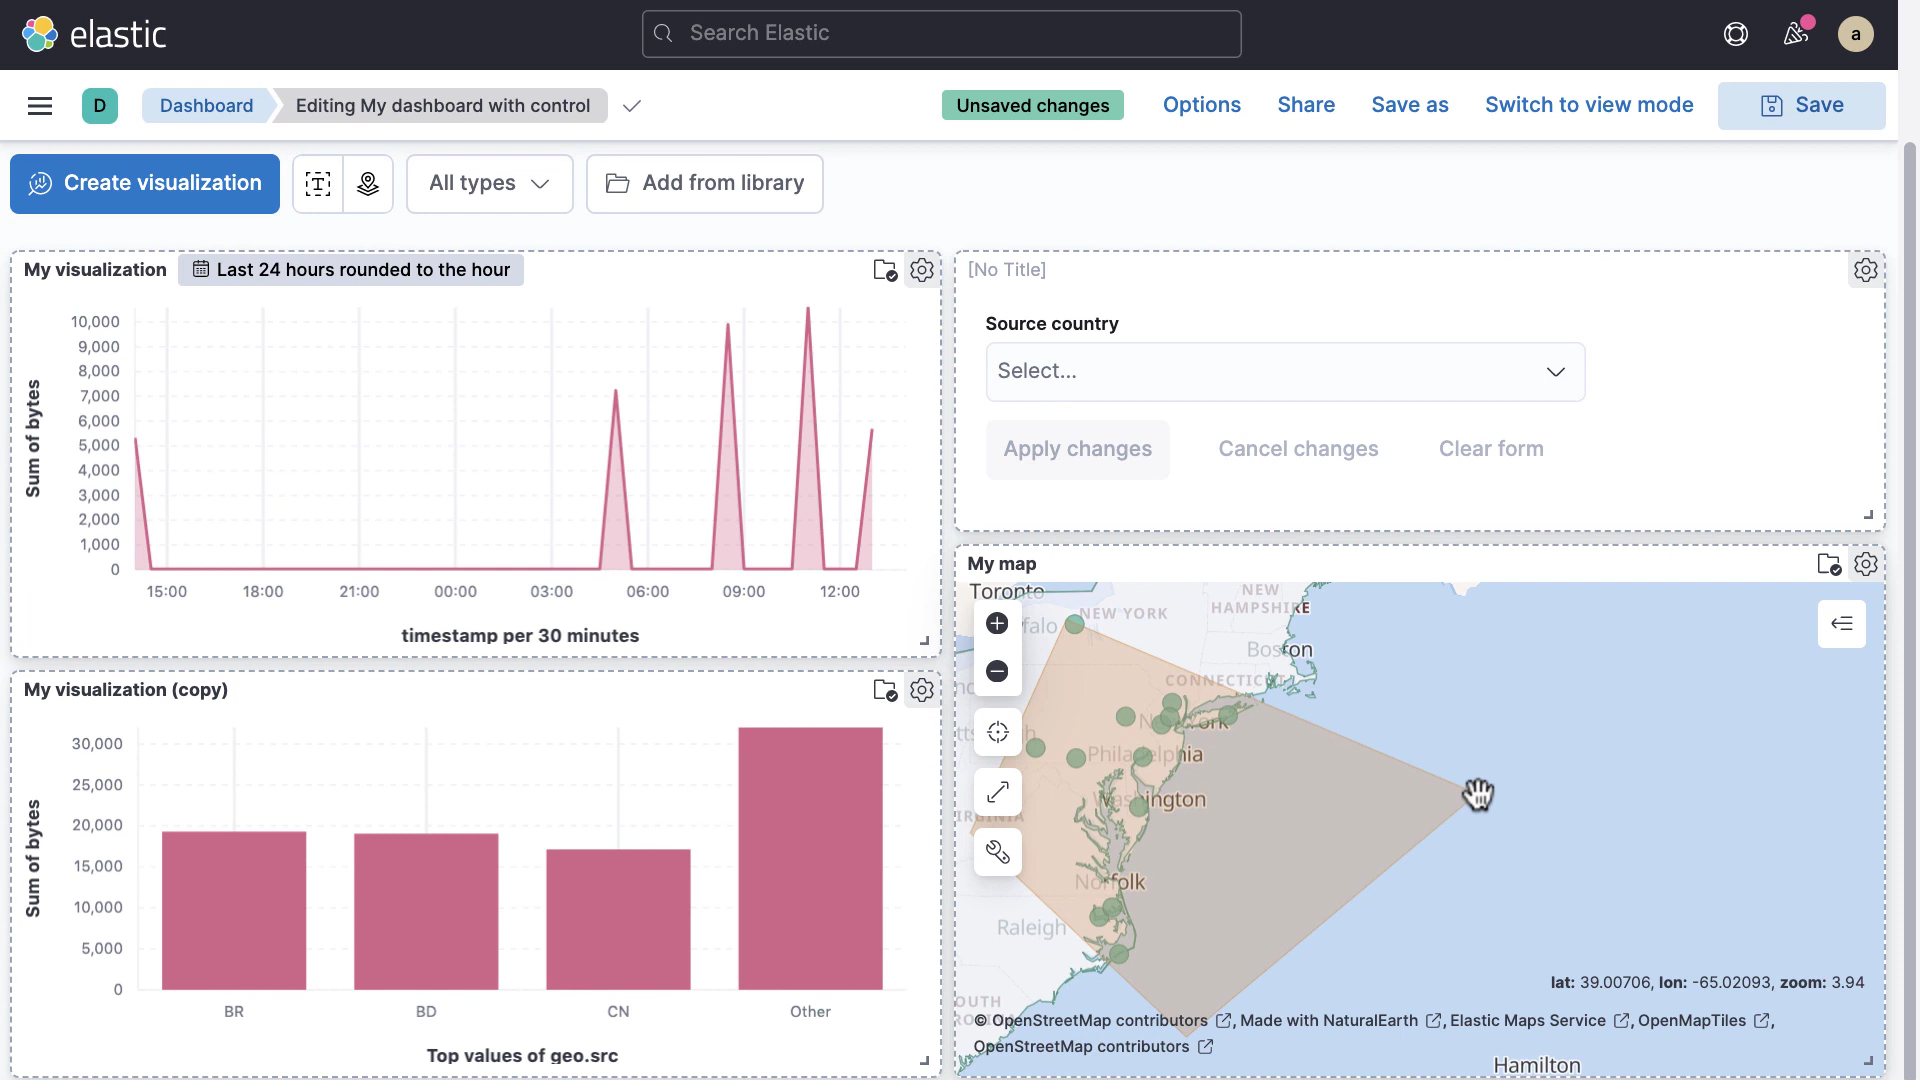 elastic
Search Elastic
a
D
Dashboard
Editing My dashboard with control
Unsaved changes
Options
Share
Save as
Switch to view mode
Save
Create visualization
All types
Add from library
My visualization
Last 24 hours rounded to the hour
Sum of bytes
10,000
9,000
8,000
7,000
6,000
5,000
4,000
3,000
2,000
1,000
0
15:00
18:00
21:00
00:00
03:00
06:00
09:00
12:00
timestamp per 30 minutes
[No Title]
Source country
Select...
Apply changes
Cancel changes
Clear form
My visualization (copy)
Sum of bytes
30,000
25,000
20,000
15,000
10,000
5,000
0
BR
BD
CN
Other
Top values of geo.src
My map
Toronto
NEW YORK
NEW
HAMPSHIRE
Boston
CONNECTICUT
Philadelphia
Washington
Norfolk
Raleigh
lat: 39.00706, lon: -65.02093, zoom: 3.94
© OpenStreetMap contributors , Made with NaturalEarth , Elastic Maps Service , OpenMapTiles ,
OpenStreetMap contributors
Hamilton